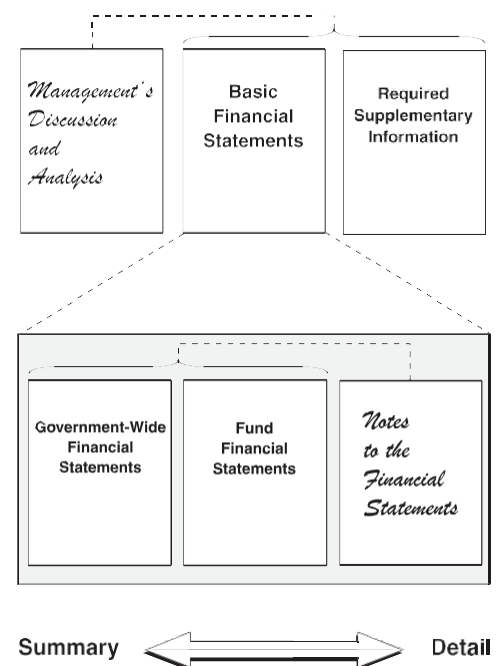 Management's
Discussion
and
Analysis
Basic
Financial
Statements
Required
Supplementary
Information
Government-Wide
Financial
Statements
Fund
Financial
Statements
Notes
to the
Financial
Statements
Summary
Detail